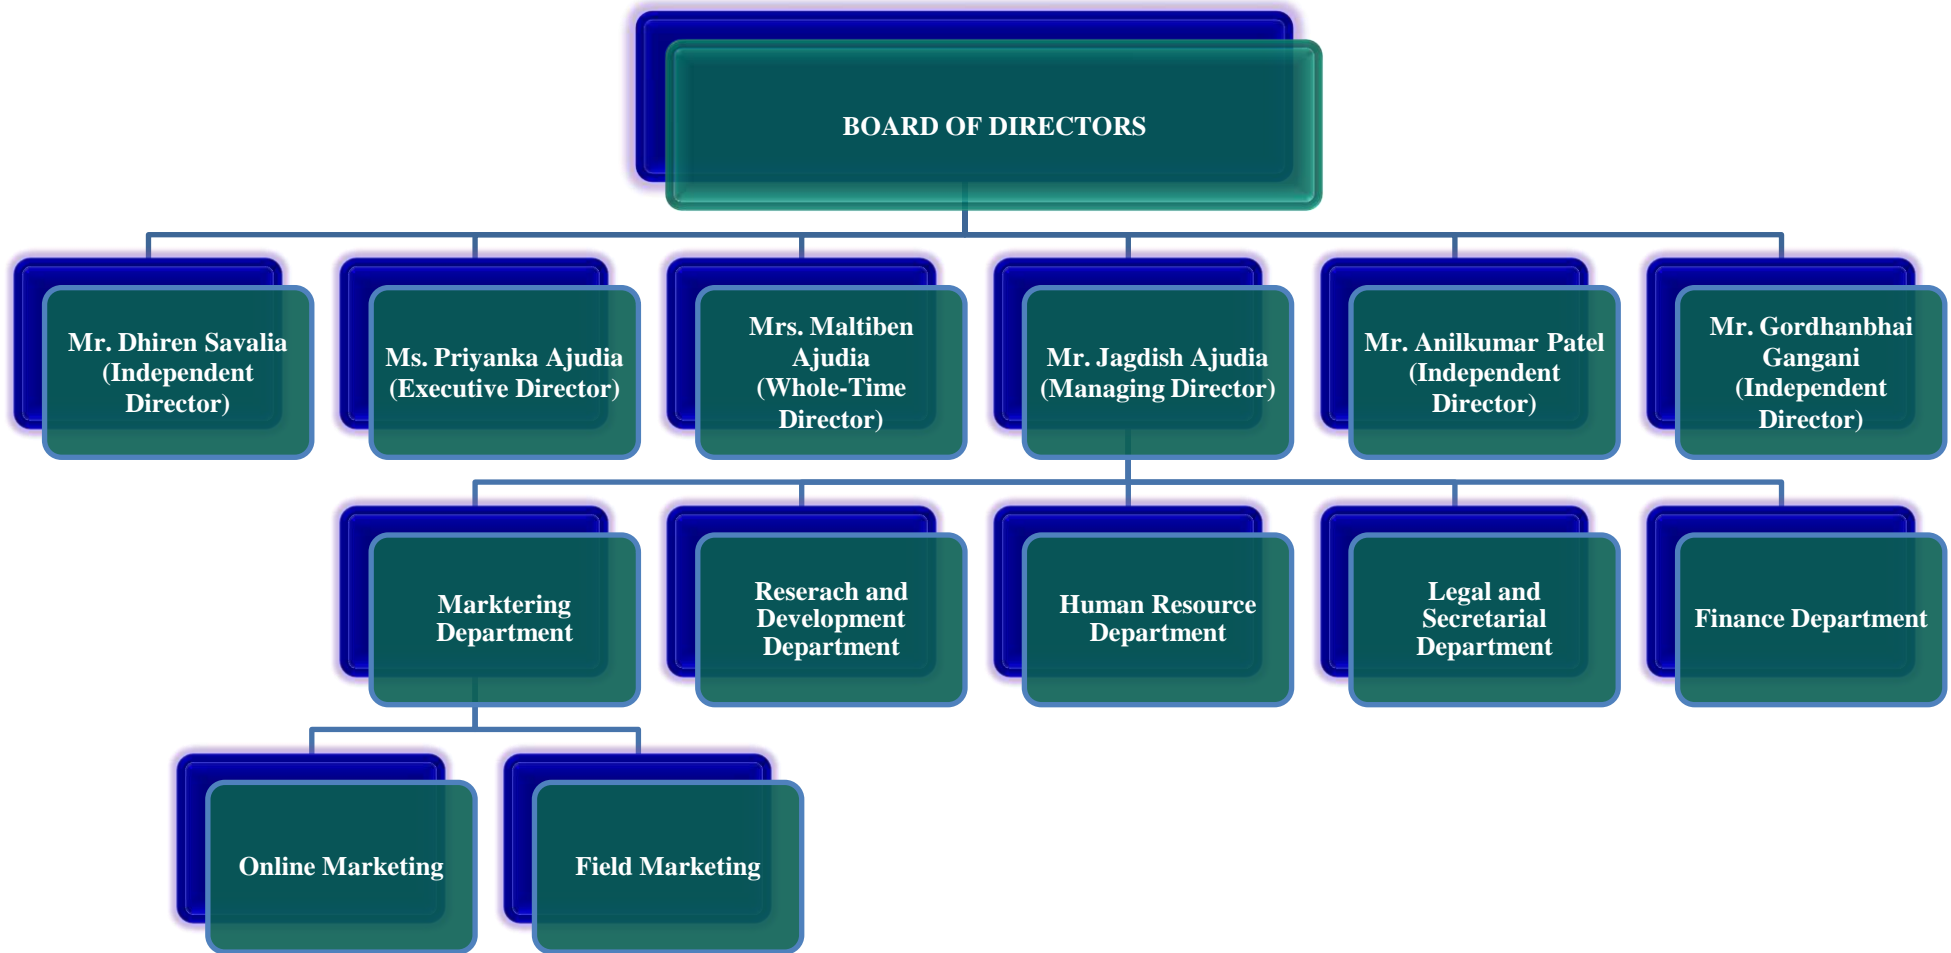 BOARD OF DIRECTORS
Mr. Dhiren Savalia
(Independent
Director)
Ms. Priyanka Ajudia
(Executive Director)
Mrs. Maltiben
Ajudia
(Whole-Time
Director)
Mr. Jagdish Ajudia
(Managing Director)
Mr. Anilkumar Patel
(Independent
Director)
Mr. Gordhanbhai
Gangani
(Independent
Director)
Marktering
Department
Reserach and
Development
Department
Human Resource
Department
Legal and
Secretarial
Department
Finance Department
Online Marketing
Field Marketing